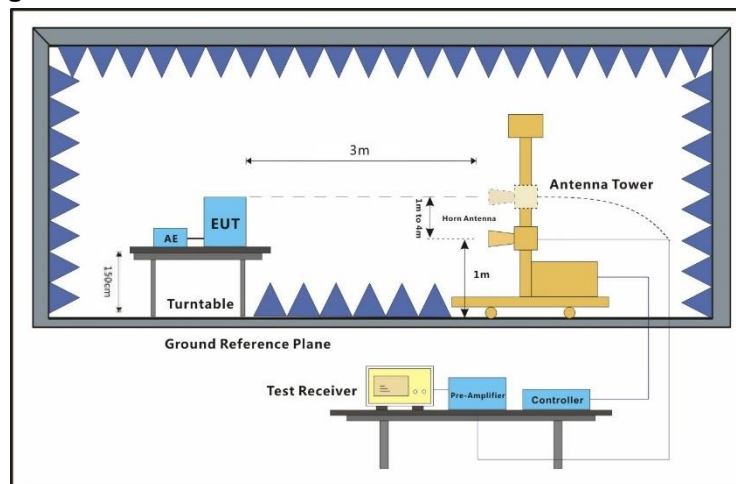 3m
Antenna Tower
1m to 4m
Horn Antenna
EUT
AE
1m
150cm
Turntable
Ground Reference Plane
Test Receiver
Pre-Amplifier
Controller